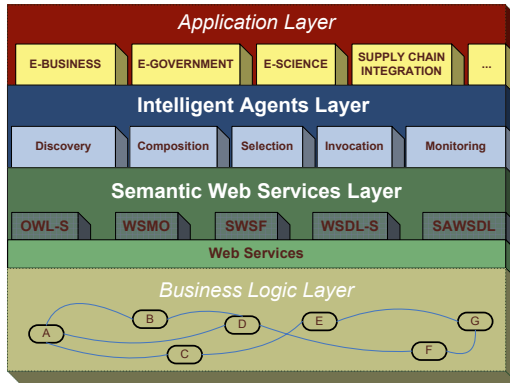 Application Layer
E-BUSINESS E-GOVERNMENT E-SCIENCE SUPPLY CHAIN INTEGRATION ...
Intelligent Agents Layer
Discovery Composition Selection Invocation Monitoring
Semantic Web Services Layer
OWL-S WSMO SWSF WSDL-S SAWSDL
Web Services
Business Logic Layer
A B C D E F G